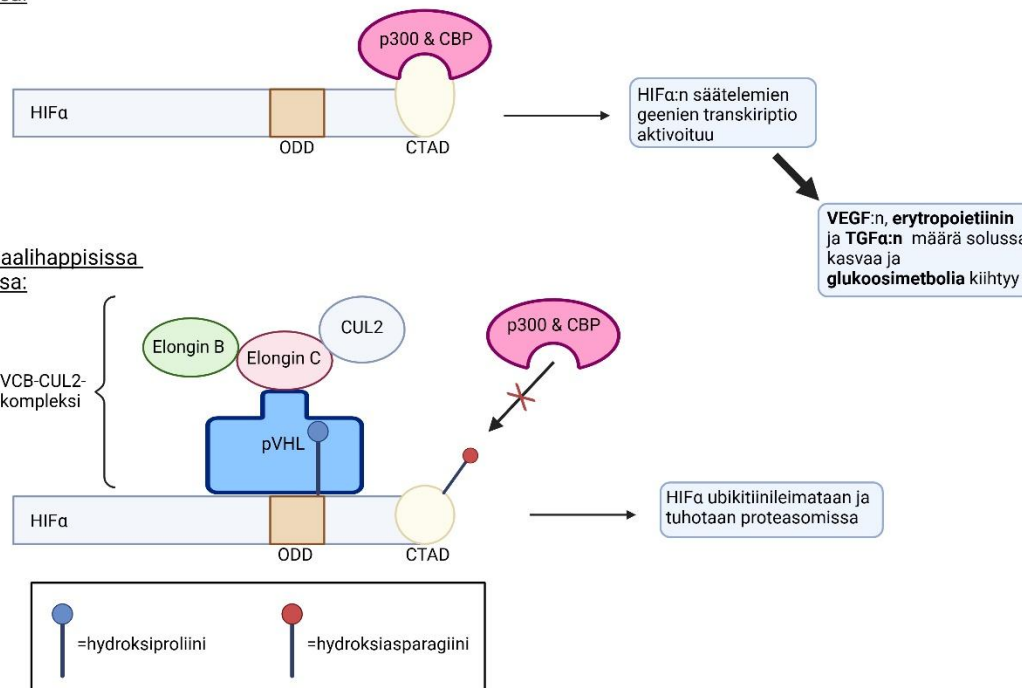 p300 & CBP
HIFα
ODD
CTAD
HIFα:n säätelemien
geenien transkiriptio
aktivoituu
VEGF:n, erytropoietiinin
ja TGFα:n määrä solussa
kasvaa ja
glukoosimetbolia kiihtyy
aalihappisissa
sa:
VCB-CUL2-
kompleksi
Elongin B
Elongin C
CUL2
p300 & CBP
pVHL
HIFα
ODD
CTAD
HIFα ubikitiinileimataan ja
tuhotaan proteasomissa
=hydroksiproliini
=hydroksiasparagiini